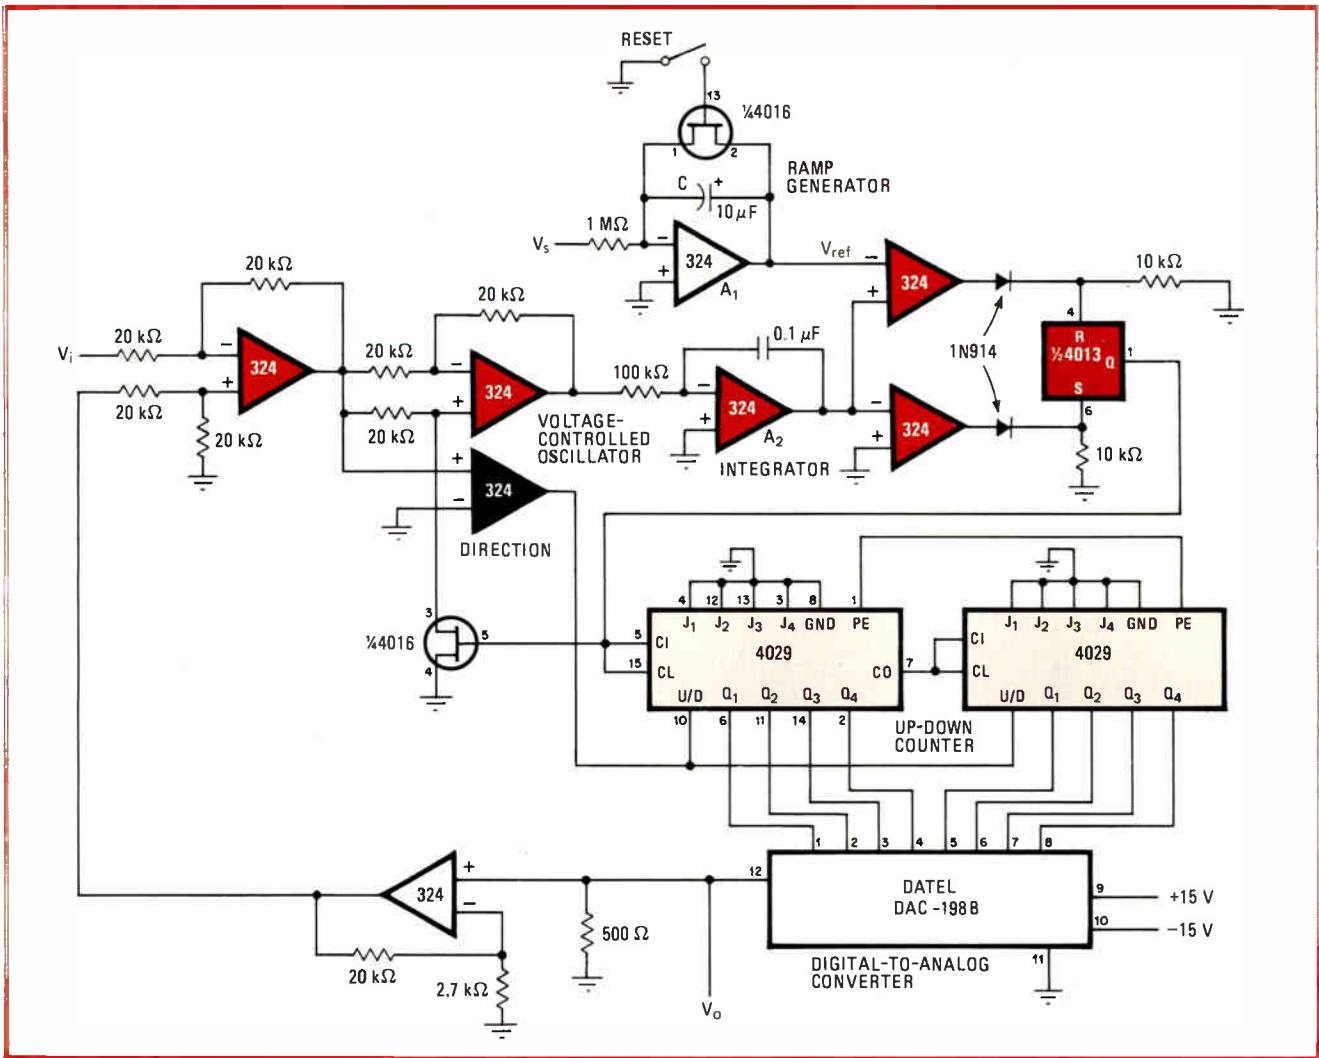 RESET
13
¼4016
1
2
RAMP
GENERATOR
C
+
10 µF
1 MΩ
Vs
−
324
+
A1
Vref
−
324
+
10 kΩ
20 kΩ
20 kΩ
20 kΩ
Vi
−
324
+
20 kΩ
20 kΩ
20 kΩ
20 kΩ
−
324
+
VOLTAGE-
CONTROLLED
OSCILLATOR
100 kΩ
0.1 µF
−
324
+
A2
INTEGRATOR
−
324
+
1N914
4
R
½4013
Q
1
S
6
10 kΩ
+
324
−
DIRECTION
3
¼4016
5
4
4
12
13
3
8
1
J1
J2
J3
J4
GND
PE
5
CI
4029
15
CL
CO
7
U/D
Q1
Q2
Q3
Q4
10
6
11
14
2
J1
J2
J3
J4
GND
PE
CI
4029
CL
U/D
Q1
Q2
Q3
Q4
UP-DOWN
COUNTER
1
2
3
4
5
6
7
8
12
DATEL
DAC-198B
9
+15 V
10
−15 V
11
DIGITAL-TO-ANALOG
CONVERTER
+
324
−
500 Ω
20 kΩ
2.7 kΩ
Vo